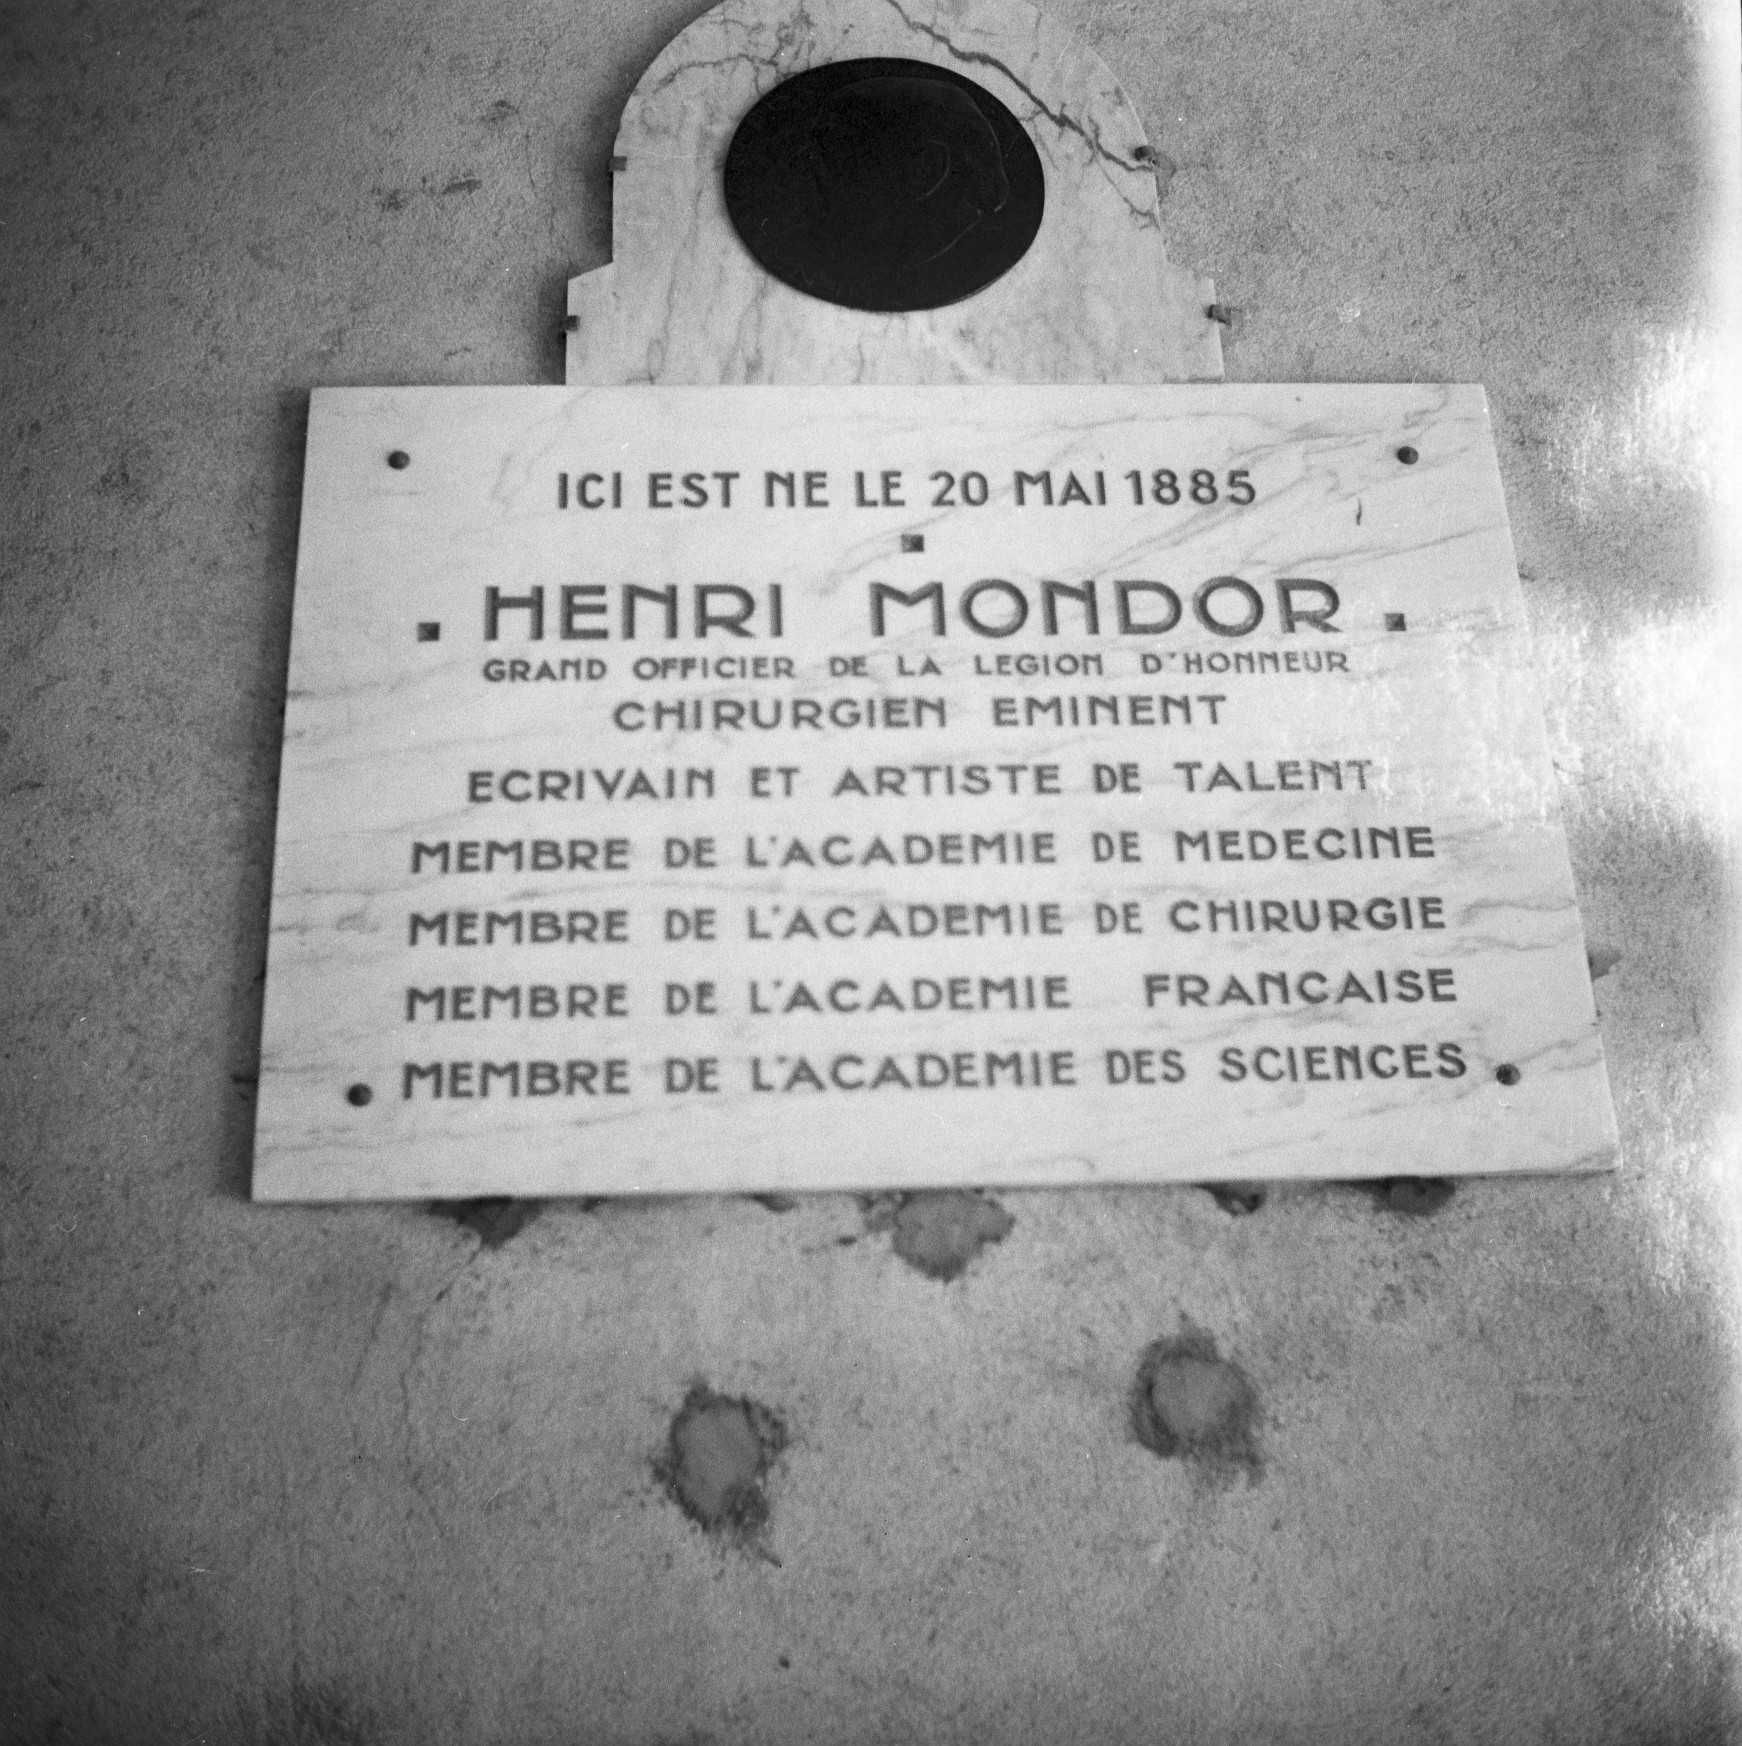 ICI EST NE LE 20 MAI 1885
HENRI MONDOR
GRAND OFFICIER DE LA LEGION D'HONNEUR
CHIRURGIEN EMINENT
ECRIVAIN ET ARTISTE DE TALENT
MEMBRE DE L'ACADEMIE DE MEDECINE
MEMBRE DE L'ACADEMIE DE CHIRURGIE
MEMBRE DE L'ACADEMIE FRANCAISE
MEMBRE DE L'ACADEMIE DES SCIENCES